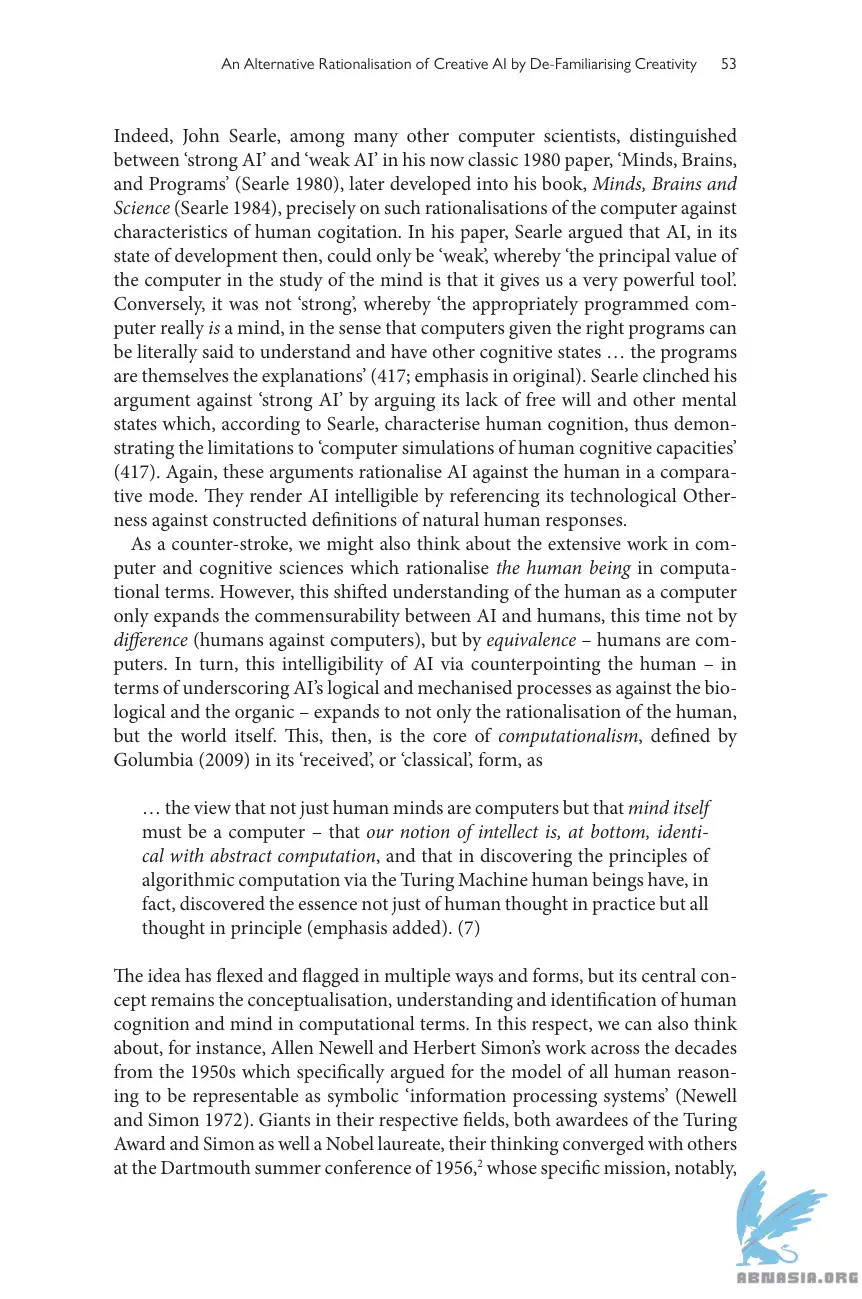 An Alternative Rationalisation of Creative AI by De-Familiarising Creativity 53
Indeed, John Searle, among many other computer scientists, distinguished
between ‘strong AI’ and ‘weak AI’ in his now classic 1980 paper, ‘Minds, Brains,
and Programs’ (Searle 1980), later developed into his book, Minds, Brains and
Science (Searle 1984), precisely on such rationalisations of the computer against
characteristics of human cogitation. In his paper, Searle argued that AI, in its
state of development then, could only be ‘weak’, whereby ‘the principal value of
the computer in the study of the mind is that it gives us a very powerful tool’.
Conversely, it was not ‘strong’, whereby ‘the appropriately programmed com-
puter really is a mind, in the sense that computers given the right programs can
be literally said to understand and have other cognitive states … the programs
are themselves the explanations’ (417; emphasis in original). Searle clinched his
argument against ‘strong AI’ by arguing its lack of free will and other mental
states which, according to Searle, characterise human cognition, thus demon-
strating the limitations to ‘computer simulations of human cognitive capacities’
(417). Again, these arguments rationalise AI against the human in a compara-
tive mode. They render AI intelligible by referencing its technological Other-
ness against constructed definitions of natural human responses.
As a counter-stroke, we might also think about the extensive work in com-
puter and cognitive sciences which rationalise the human being in computa-
tional terms. However, this shifted understanding of the human as a computer
only expands the commensurability between AI and humans, this time not by
difference (humans against computers), but by equivalence – humans are com-
puters. In turn, this intelligibility of AI via counterpointing the human – in
terms of underscoring AI’s logical and mechanised processes as against the bio-
logical and the organic – expands to not only the rationalisation of the human,
but the world itself. This, then, is the core of computationalism, defined by
Golumbia (2009) in its ‘received’, or ‘classical’, form, as
… the view that not just human minds are computers but that mind itself
must be a computer – that our notion of intellect is, at bottom, identi-
cal with abstract computation, and that in discovering the principles of
algorithmic computation via the Turing Machine human beings have, in
fact, discovered the essence not just of human thought in practice but all
thought in principle (emphasis added). (7)
The idea has flexed and flagged in multiple ways and forms, but its central con-
cept remains the conceptualisation, understanding and identification of human
cognition and mind in computational terms. In this respect, we can also think
about, for instance, Allen Newell and Herbert Simon’s work across the decades
from the 1950s which specifically argued for the model of all human reason-
ing to be representable as symbolic ‘information processing systems’ (Newell
and Simon 1972). Giants in their respective fields, both awardees of the Turing
Award and Simon as well a Nobel laureate, their thinking converged with others
at the Dartmouth summer conference of 1956,² whose specific mission, notably,
ABNASIA.ORG